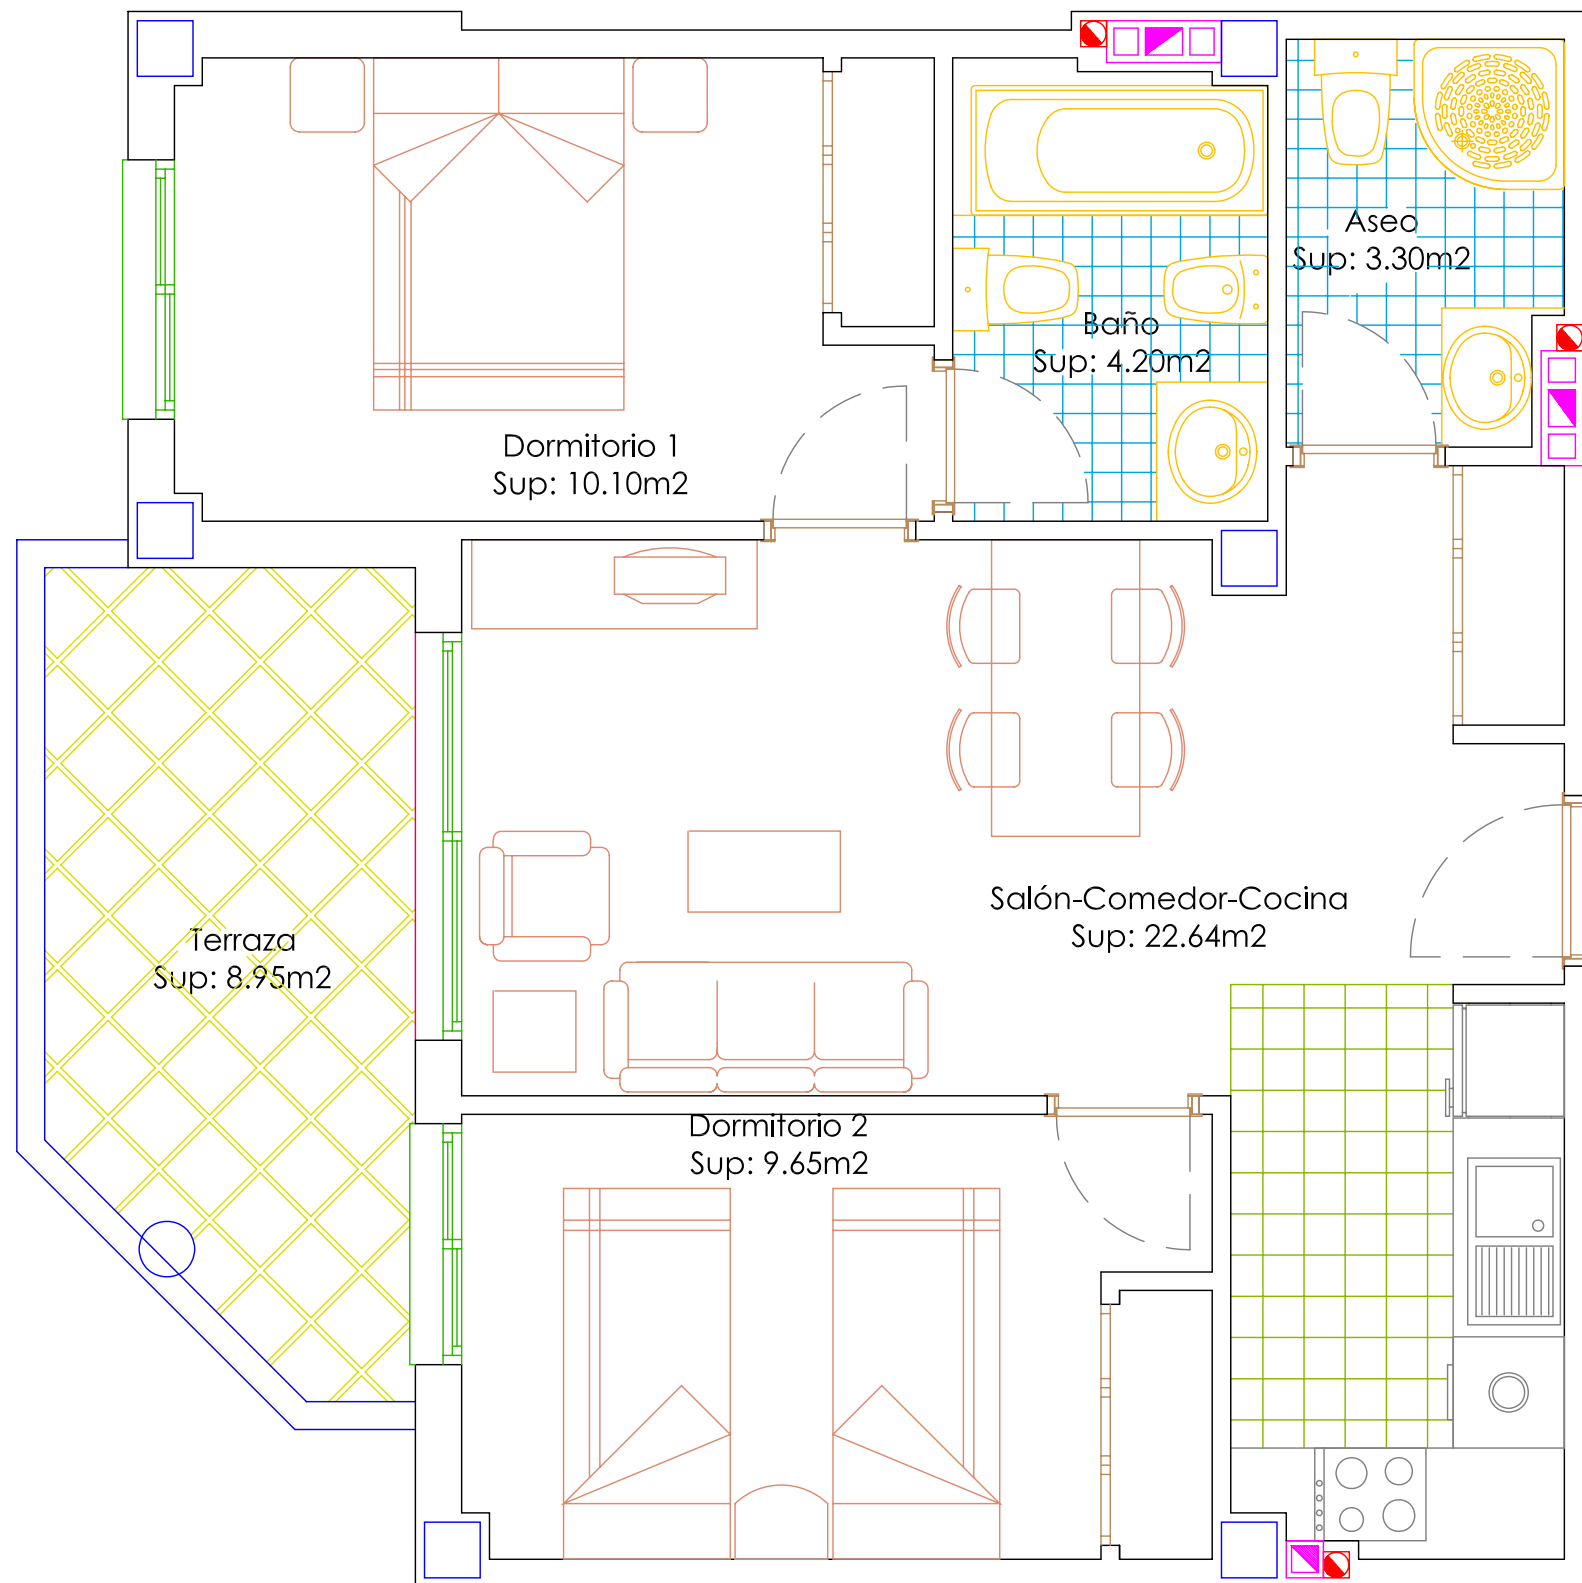 Aseo
Sup: 3.30m2
Baño
Sup: 4.20m2
Dormitorio 1
Sup: 10.10m2
Salón-Comedor-Cocina
Sup: 22.64m2
Terraza
Sup: 8.95m2
Dormitorio 2
Sup: 9.65m2